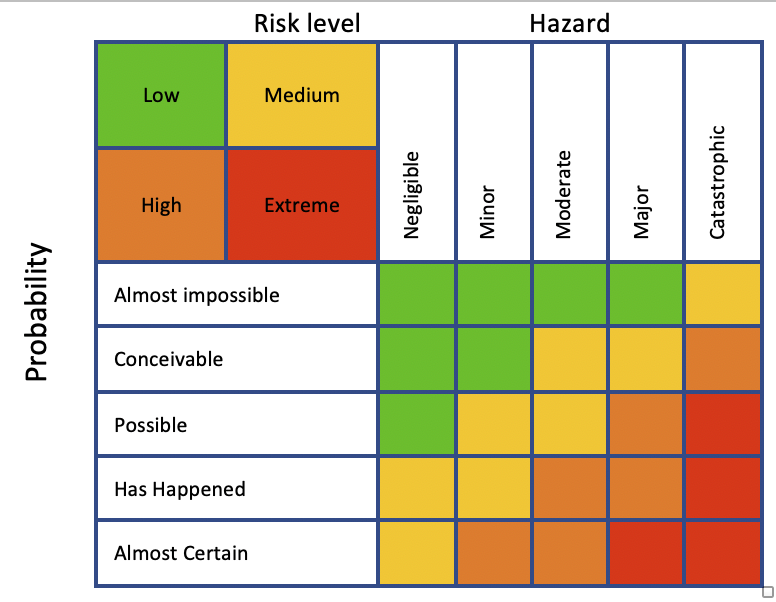 Risk level
Hazard
Low
Medium
High
Extreme
Negligible
Minor
Moderate
Major
Catastrophic
Probability
Almost impossible
Conceivable
Possible
Has Happened
Almost Certain